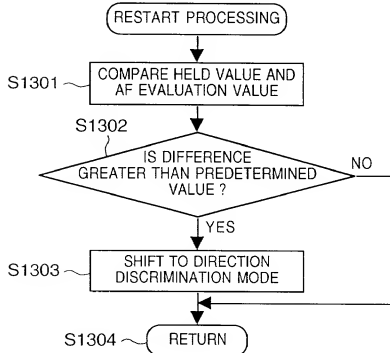 RESTART PROCESSING
S1301
COMPARE HELD VALUE AND
AF EVALUATION VALUE
S1302
IS DIFFERENCE
GREATER THAN PREDETERMINED
VALUE ?
NO
YES
S1303
SHIFT TO DIRECTION
DISCRIMINATION MODE
S1304
RETURN